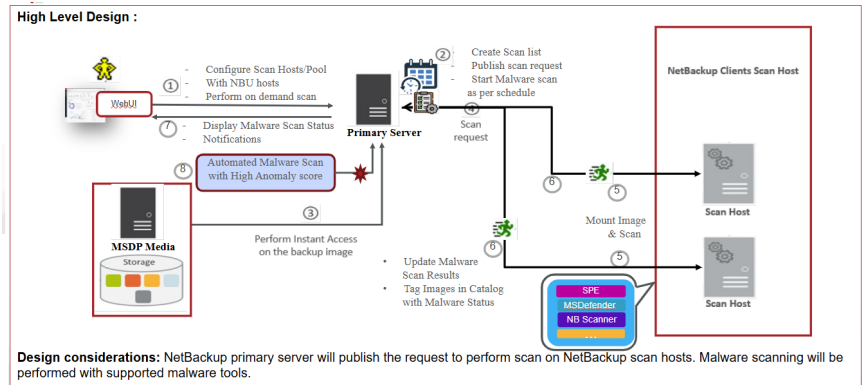 High Level Design :
- Configure Scan Hosts/Pool
- With NBU hosts
- Perform on demand scan
1
WebUI
7
- Display Malware Scan Status
- Notifications
2
- Create Scan list
- Publish scan request
- Start Malware scan
as per schedule
Primary Server
4
Scan
request
NetBackup Clients Scan Host
8
Automated Malware Scan
with High Anomaly score
6
5
Scan Host
3
MSDP Media
Storage
Perform Instant Access
on the backup image
Mount Image
& Scan
6
5
• Update Malware
Scan Results
• Tag Images in Catalog
with Malware Status
Scan Host
SPE
MSDefender
NB Scanner
...
Design considerations: NetBackup primary server will publish the request to perform scan on NetBackup scan hosts. Malware scanning will be
performed with supported malware tools.